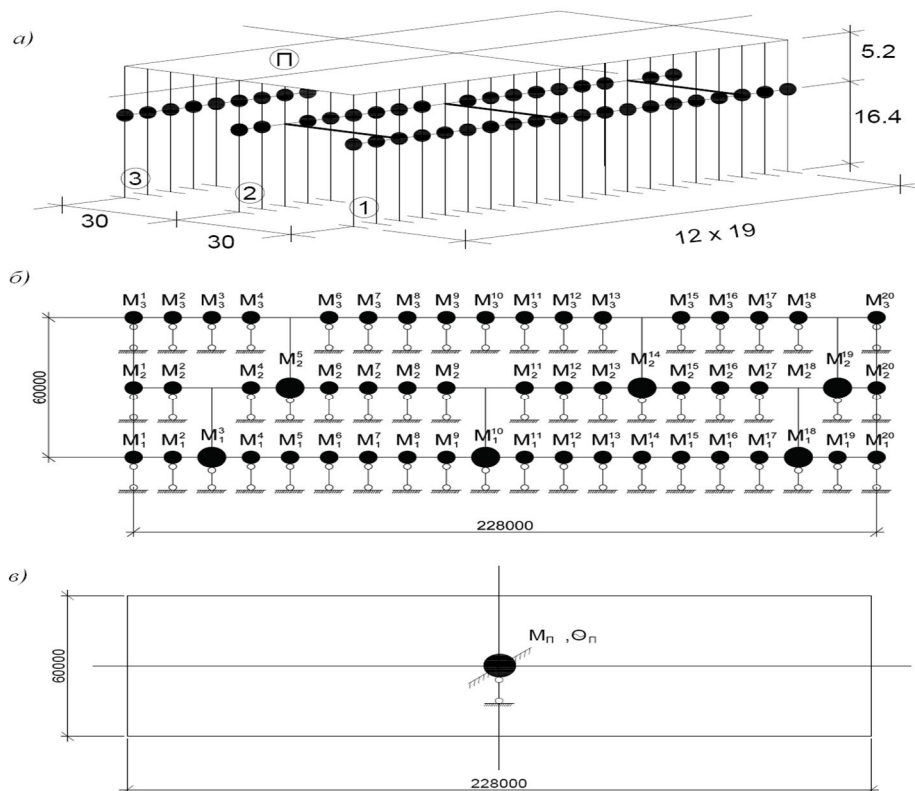 а)
П
5.2
16.4
3
2
1
30
30
12 x 19
б)
M₃¹ M₃² M₃³ M₃⁴ M₃⁶ M₃⁷ M₃⁸ M₃⁹ M₃¹⁰ M₃¹¹ M₃¹² M₃¹³ M₃¹⁵ M₃¹⁶ M₃¹⁷ M₃¹⁸ M₃²⁰
M₂¹ M₂² M₂⁴ M₂⁵ M₂⁶ M₂⁷ M₂⁸ M₂⁹ M₂¹¹ M₂¹² M₂¹³ M₂¹⁴ M₂¹⁵ M₂¹⁶ M₂¹⁷ M₂¹⁸ M₂¹⁹ M₂²⁰
60000
M₁¹ M₁² M₁³ M₁⁴ M₁⁵ M₁⁶ M₁⁷ M₁⁸ M₁⁹ M₁¹⁰ M₁¹¹ M₁¹² M₁¹³ M₁¹⁴ M₁¹⁵ M₁¹⁶ M₁¹⁷ M₁¹⁸ M₁¹⁹ M₁²⁰
228000
в)
Mп ,Θп
60000
228000